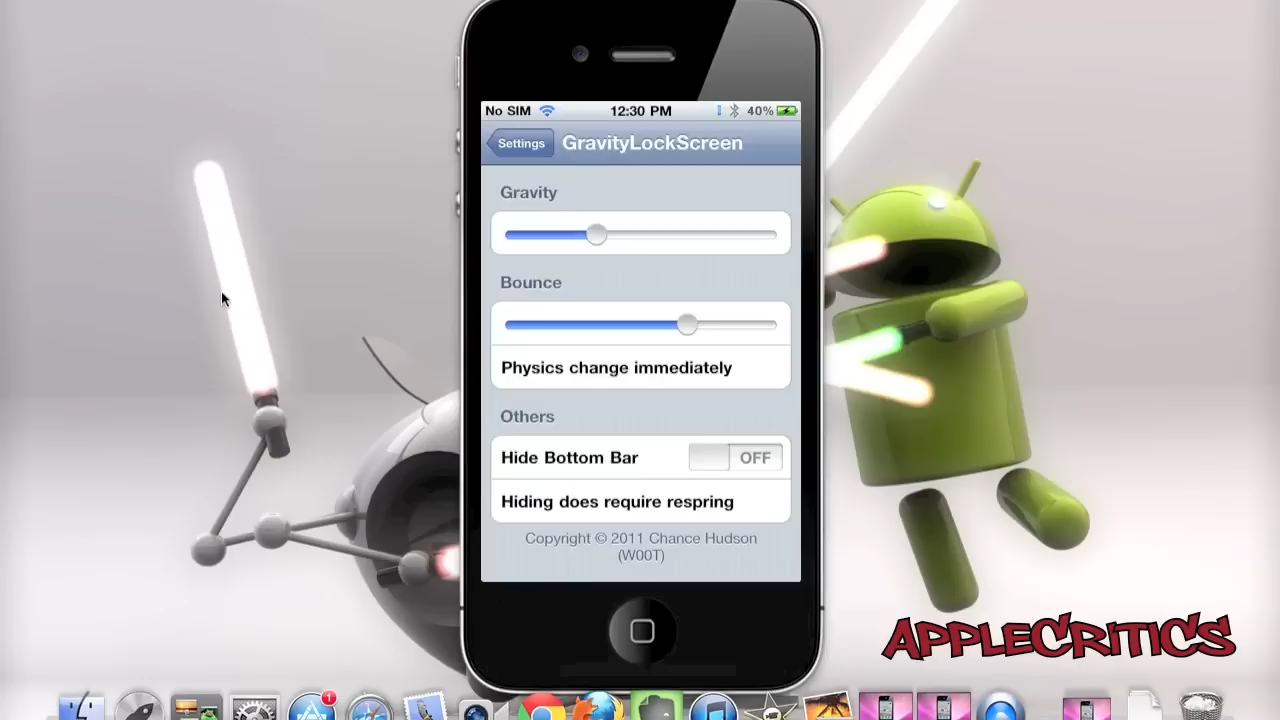 No SIM 12:30 PM 40%
Settings GravityLockScreen
Gravity
Bounce
Physics change immediately
Others
Hide Bottom Bar OFF
Hiding does require respring
Copyright © 2011 Chance Hudson
(W00T)
APPLECRITICS
1